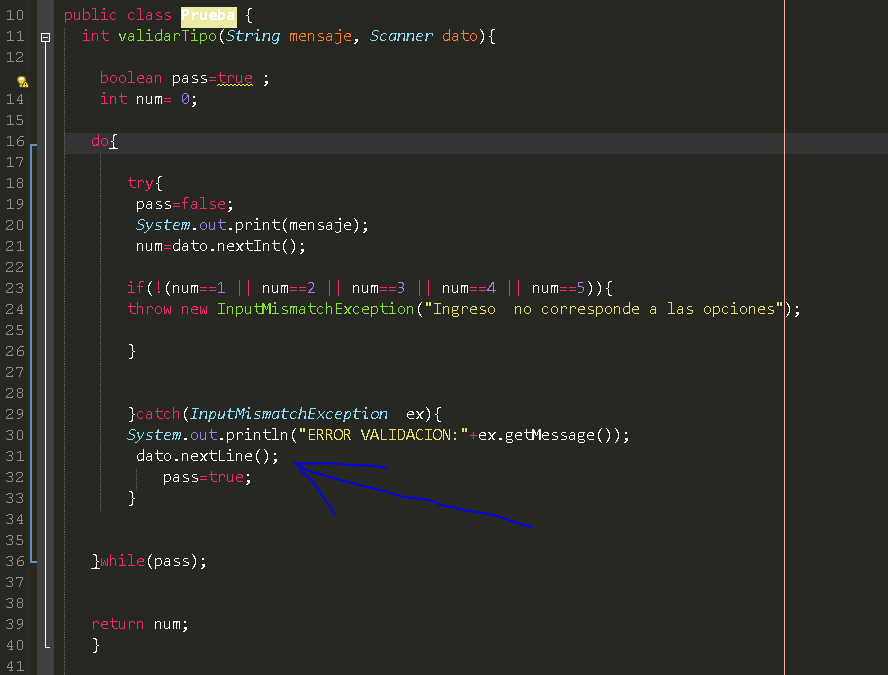 10 public class Prueba {
11 int validarTipo(String mensaje, Scanner dato){
12
boolean pass=true ;
14 int num= 0;
15
16 do{
17
18 try{
19 pass=false;
20 System.out.print(mensaje);
21 num=dato.nextInt();
22
23 if(!(num==1 || num==2 || num==3 || num==4 || num==5)){
24 throw new InputMismatchException("Ingreso  no corresponde a las opciones");
25
26 }
27
28
29 }catch(InputMismatchException  ex){
30 System.out.println("ERROR VALIDACION:"+ex.getMessage());
31 dato.nextLine();
32 pass=true;
33 }
34
35
36 }while(pass);
37
38
39 return num;
40 }
41